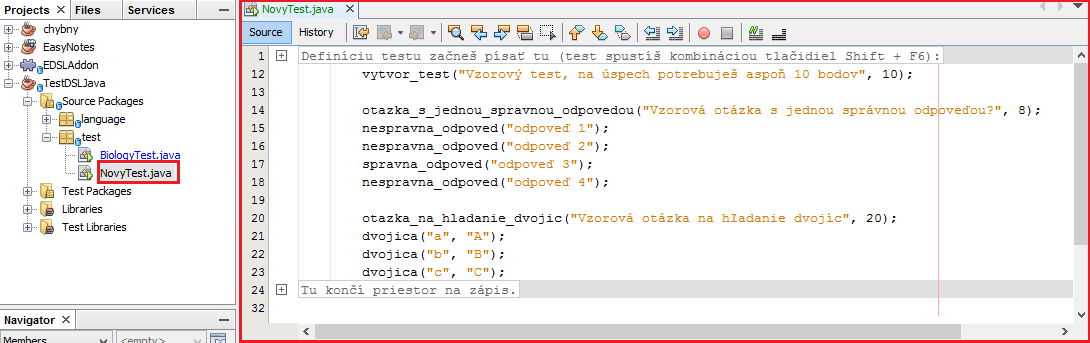 Projects X Files Services
chybny
EasyNotes
EDSLAddon
TestDSLJava
Source Packages
language
test
BiologyTest.java
NovyTest.java
Test Packages
Libraries
Test Libraries
Navigator X
Members <empty>
NovyTest.java X
Source History
1 Definíciu testu začneš písať tu (test spustíš kombináciou tlačidiel Shift + F6):
12 vytvor_test("Vzorový test, na úspech potrebuješ aspoň 10 bodov", 10);
13
14 otazka_s_jednou_spravnou_odpovedou("Vzorová otázka s jednou správnou odpoveďou?", 8);
15 nespravna_odpoved("odpoveď 1");
16 nespravna_odpoved("odpoveď 2");
17 spravna_odpoved("odpoveď 3");
18 nespravna_odpoved("odpoveď 4");
19
20 otazka_na_hladanie_dvojic("Vzorová otázka na hľadanie dvojíc", 20);
21 dvojica("a", "A");
22 dvojica("b", "B");
23 dvojica("c", "C");
24 Tu končí priestor na zápis.
32